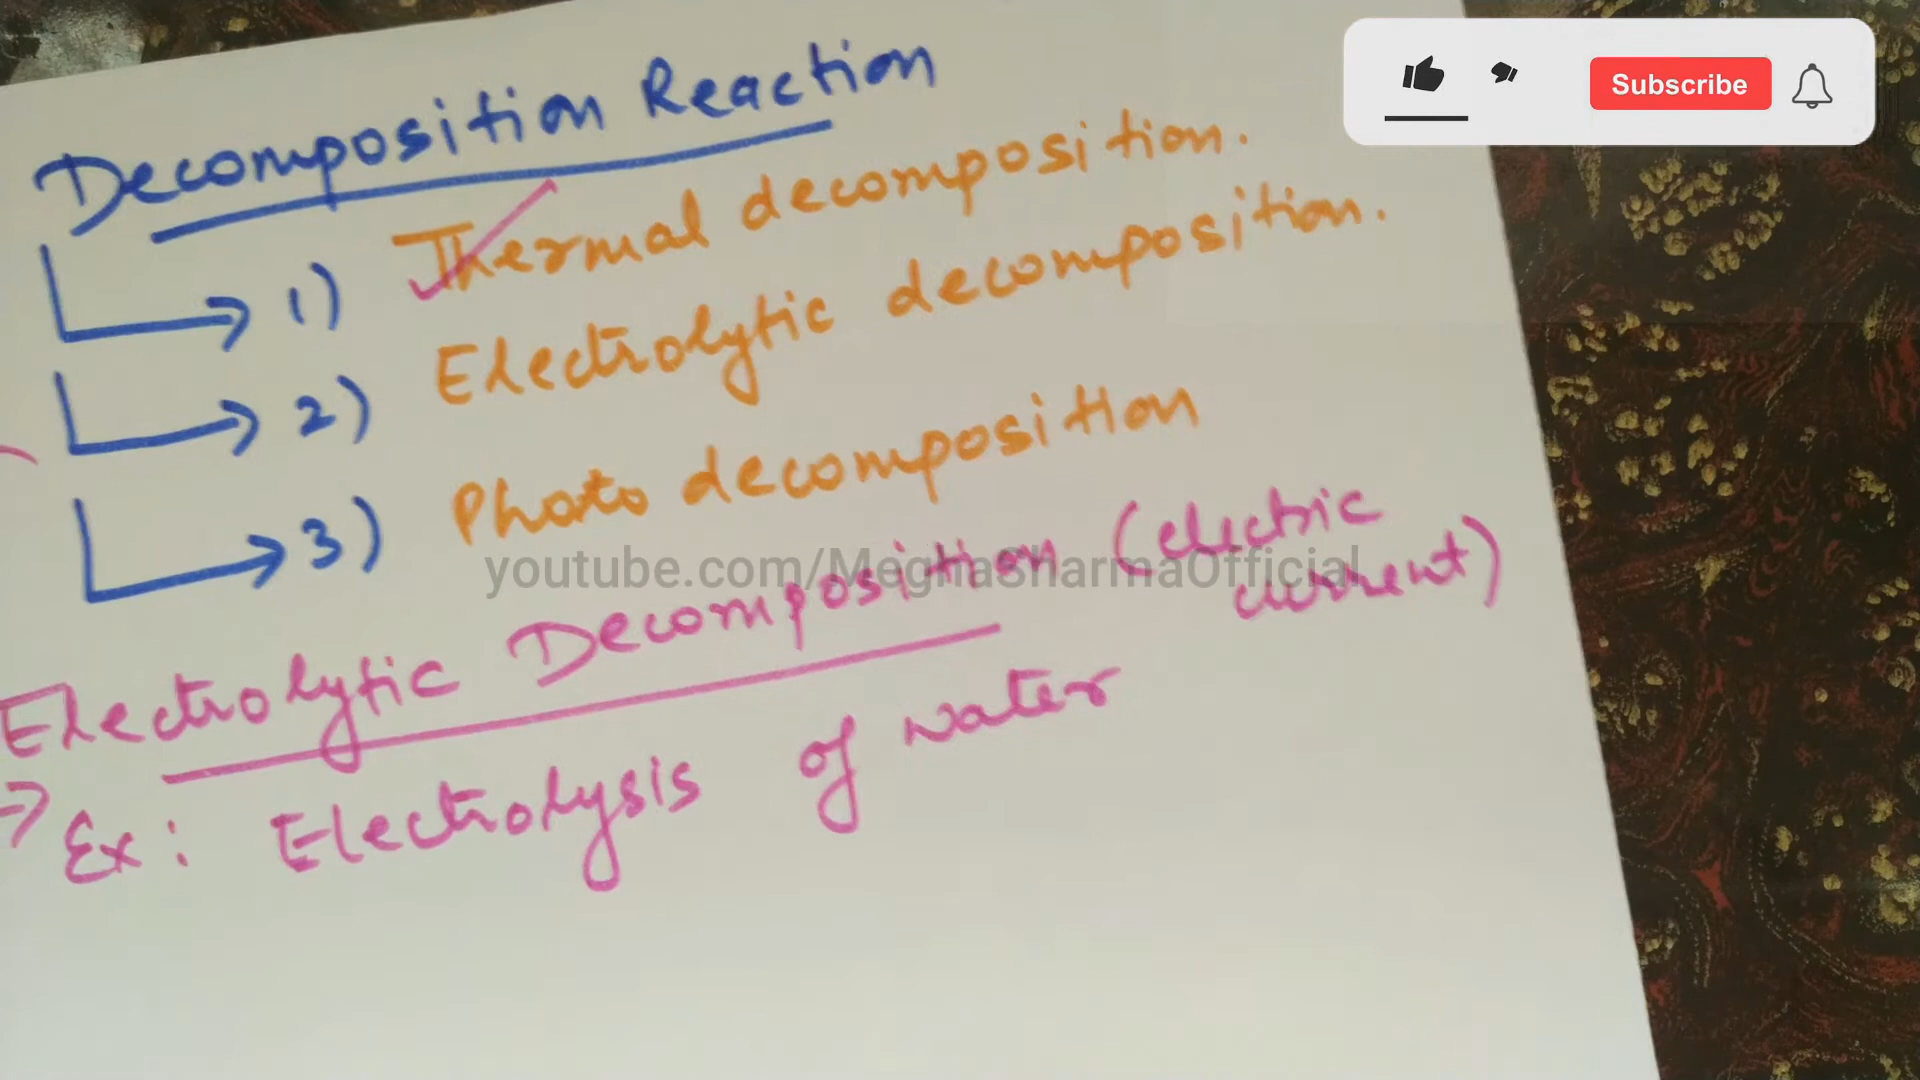 Decomposition Reaction
1) Thermal decomposition.
2) Electrolytic decomposition.
3) Photo decomposition
Electrolytic Decomposition (electric current)
Ex: Electrolysis of water
Subscribe
youtube.com/MeghaSharmaOfficial